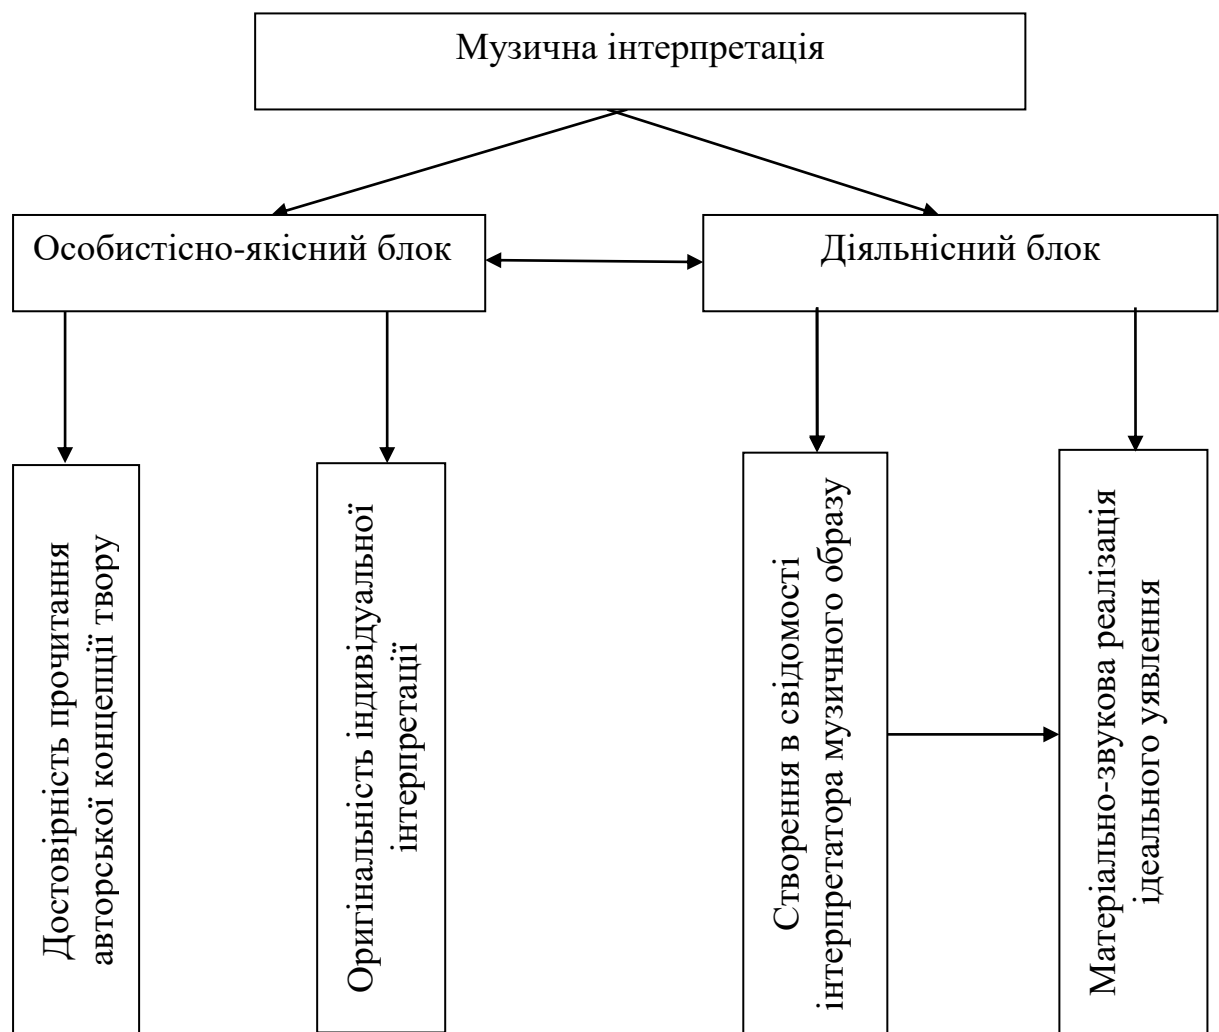 Музична інтерпретація
Особистісно-якісний блок
Діяльнісний блок
Достовірність прочитання
авторської концепції твору
Оригінальність індивідуальної
інтерпретації
Створення в свідомості
інтерпретатора музичного образу
Матеріально-звукова реалізація
ідеального уявлення